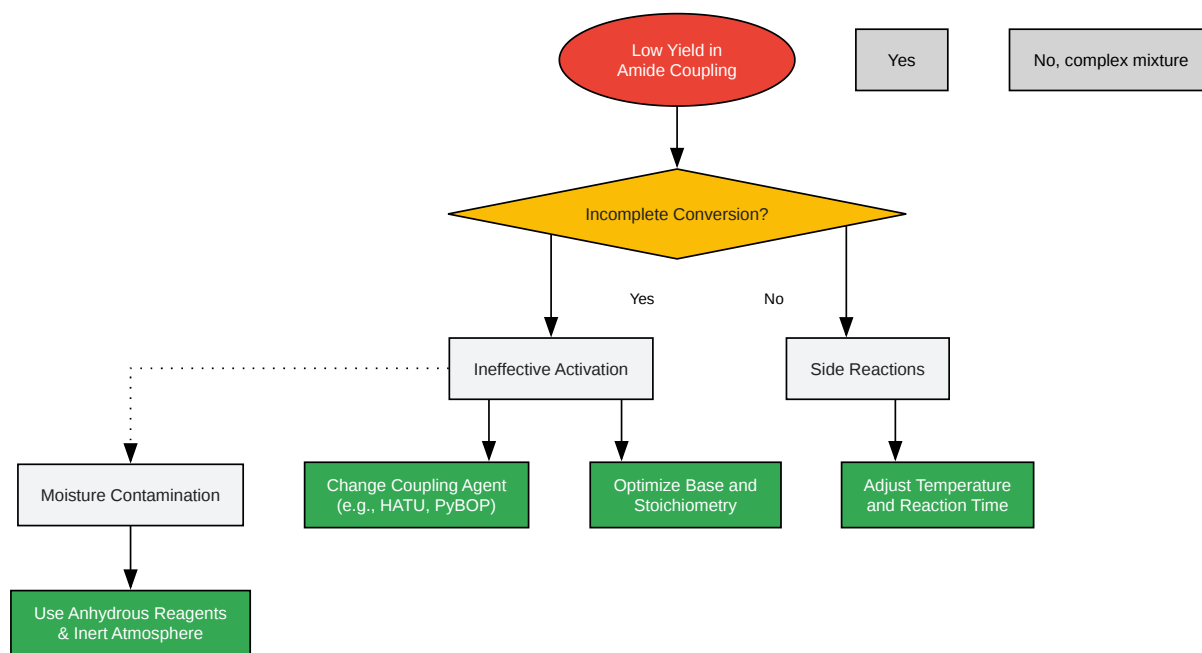 Low Yield in
Amide Coupling
Yes
No, complex mixture
Incomplete Conversion?
Yes
No
Ineffective Activation
Side Reactions
Moisture Contamination
Change Coupling Agent
(e.g., HATU, PyBOP)
Optimize Base and
Stoichiometry
Adjust Temperature
and Reaction Time
Use Anhydrous Reagents
& Inert Atmosphere